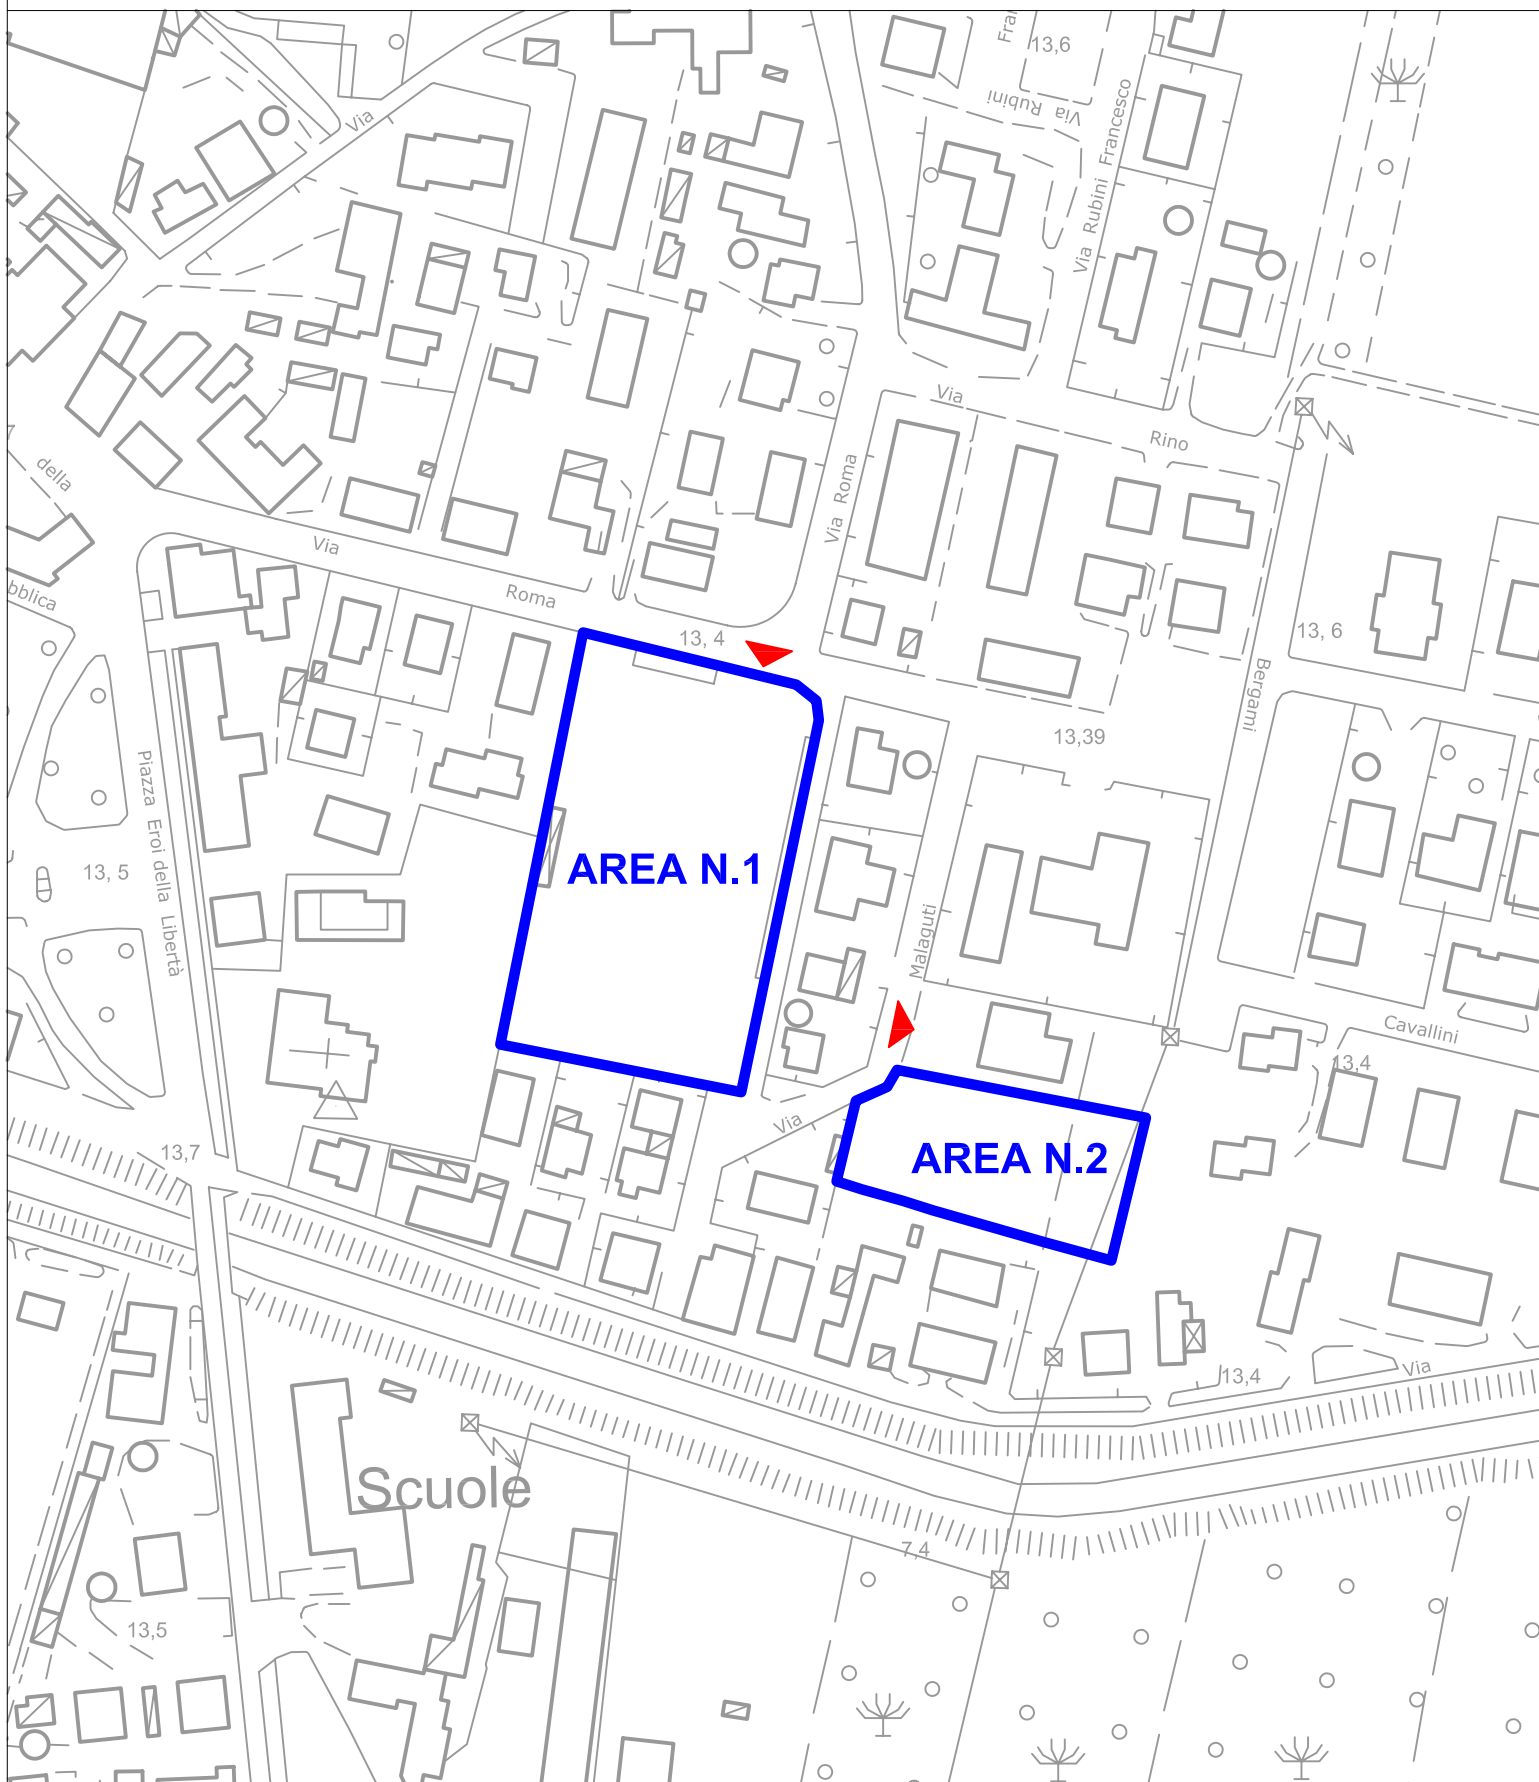 Fran
13,6
Via Rubini
Via Rubini Francesco
Via
Via
Rino
della
Via Roma
Via
Roma
bblica
13, 4
13, 6
Bergami
13,39
Piazza Eroi della Libertà
13, 5
AREA N.1
Malaguti
Cavallini
13,4
Via
13,7
AREA N.2
13,4
Via
Scuole
7,4
13,5